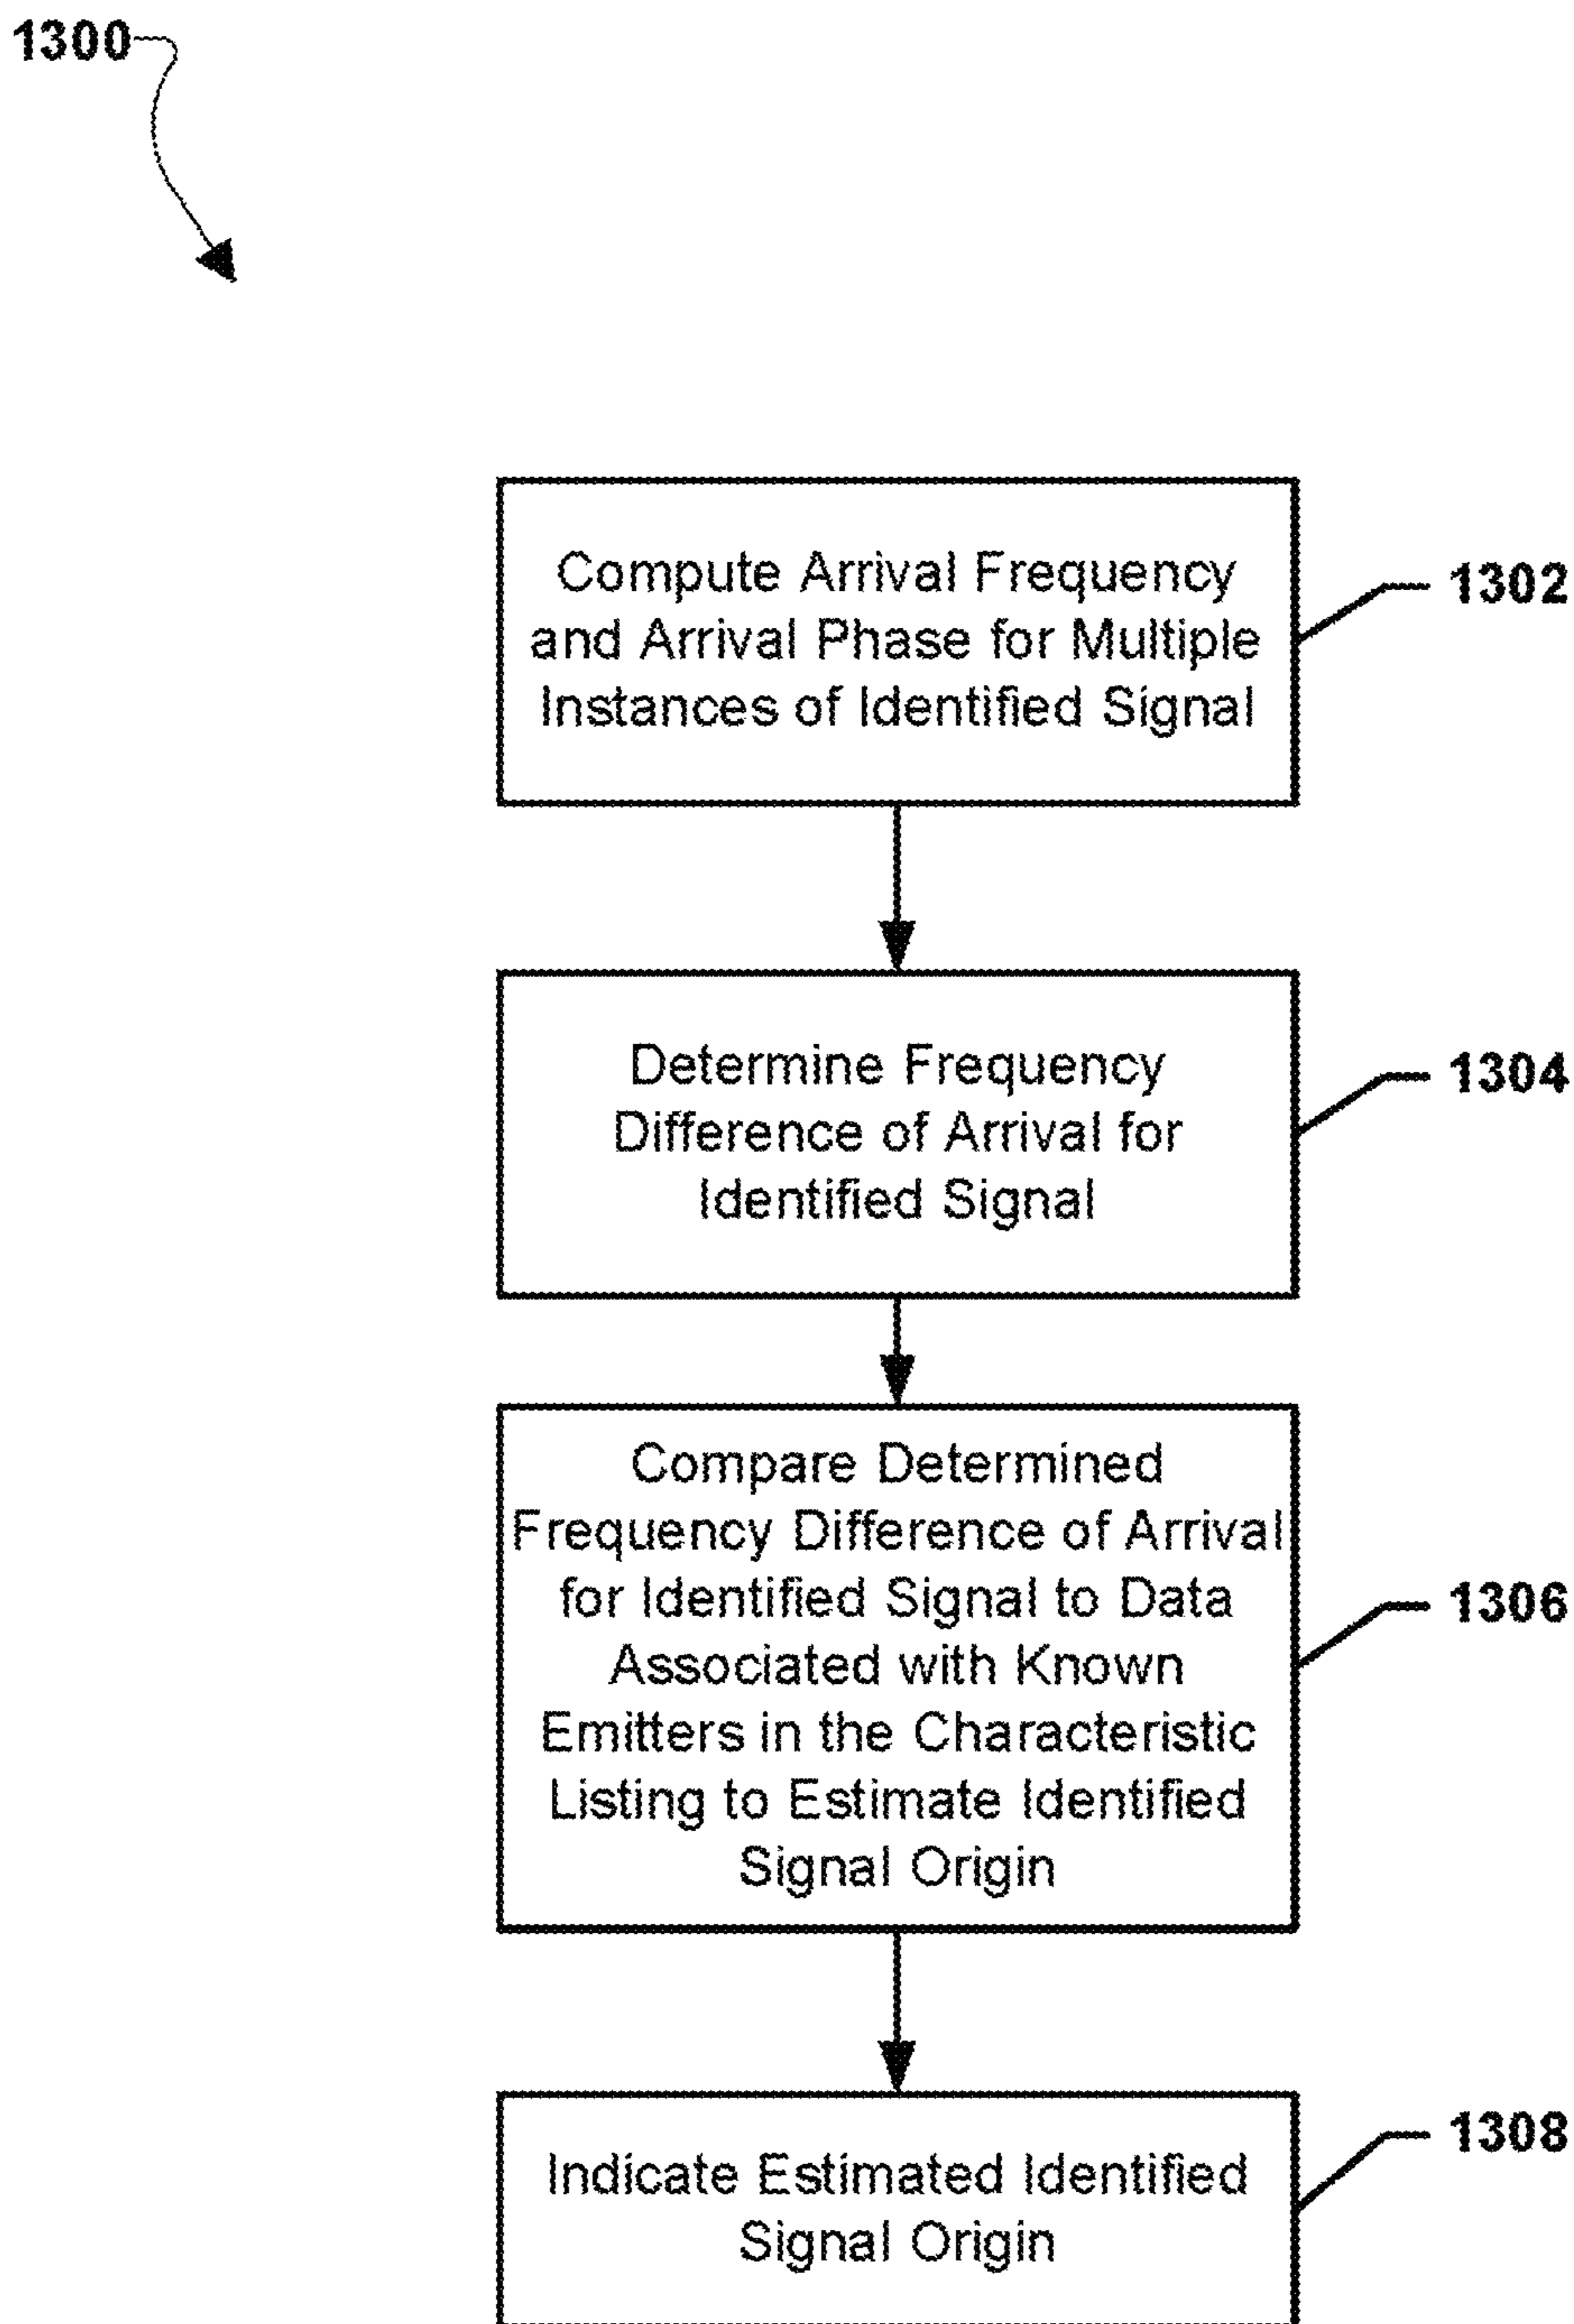 1300
Compute Arrival Frequency
and Arrival Phase for Multiple
Instances of Identified Signal
1302
Determine Frequency
Difference of Arrival for
Identified Signal
1304
Compare Determined
Frequency Difference of Arrival
for Identified Signal to Data
Associated with Known
Emitters in the Characteristic
Listing to Estimate Identified
Signal Origin
1306
Indicate Estimated Identified
Signal Origin
1308